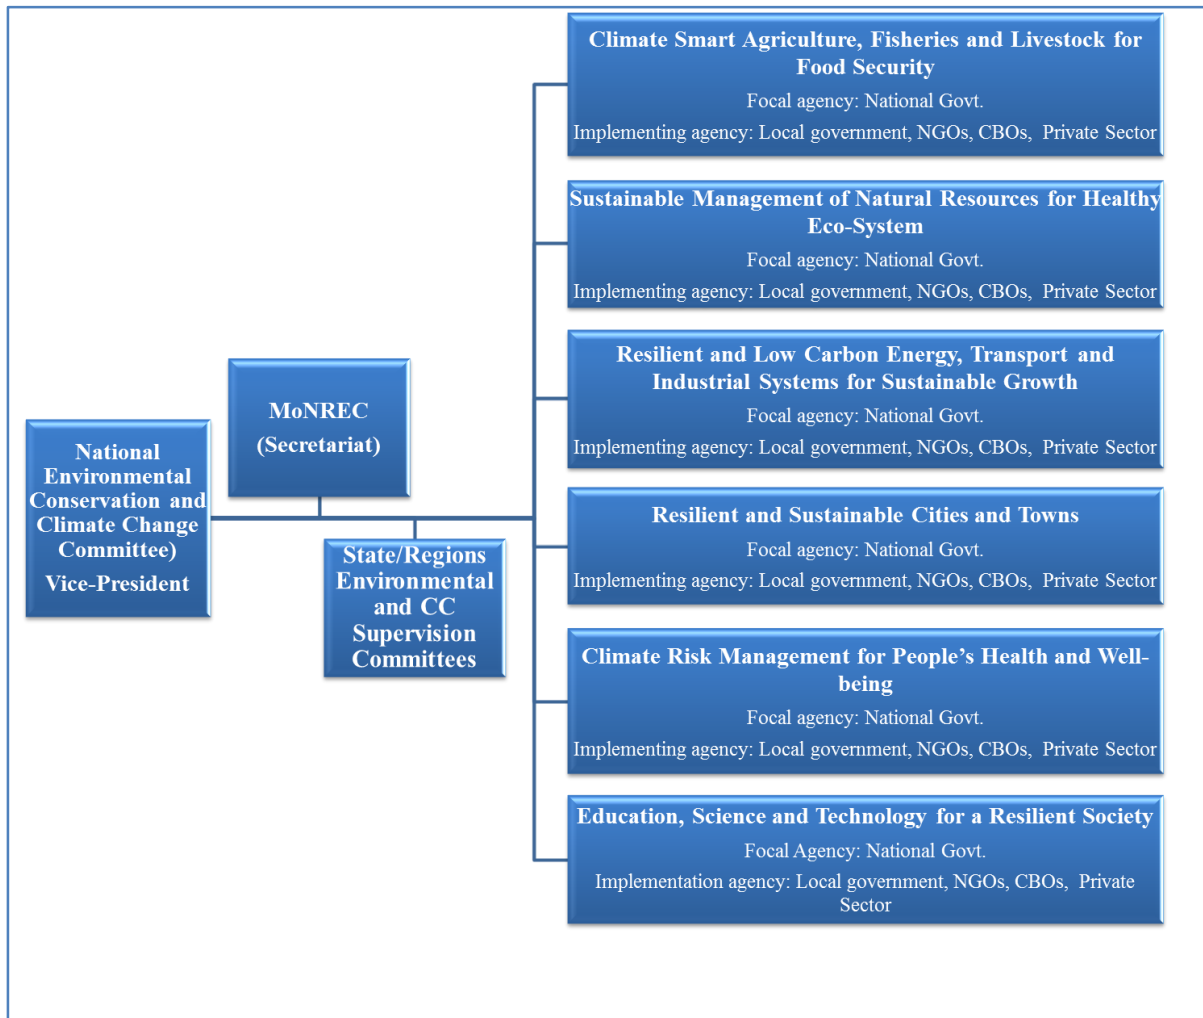 National
Environmental
Conservation and
Climate Change
Committee)
Vice-President
MoNREC
(Secretariat)
State/Regions
Environmental
and CC
Supervision
Committees
Climate Smart Agriculture, Fisheries and Livestock for
Food Security
Focal agency: National Govt.
Implementing agency: Local government, NGOs, CBOs, Private Sector
Sustainable Management of Natural Resources for Healthy
Eco-System
Focal agency: National Govt.
Implementing agency: Local government, NGOs, CBOs, Private Sector
Resilient and Low Carbon Energy, Transport and
Industrial Systems for Sustainable Growth
Focal agency: National Govt.
Implementing agency: Local government, NGOs, CBOs, Private Sector
Resilient and Sustainable Cities and Towns
Focal agency: National Govt.
Implementing agency: Local government, NGOs, CBOs, Private Sector
Climate Risk Management for People’s Health and Well-
being
Focal agency: National Govt.
Implementing agency: Local government, NGOs, CBOs, Private Sector
Education, Science and Technology for a Resilient Society
Focal Agency: National Govt.
Implementation agency: Local government, NGOs, CBOs, Private
Sector